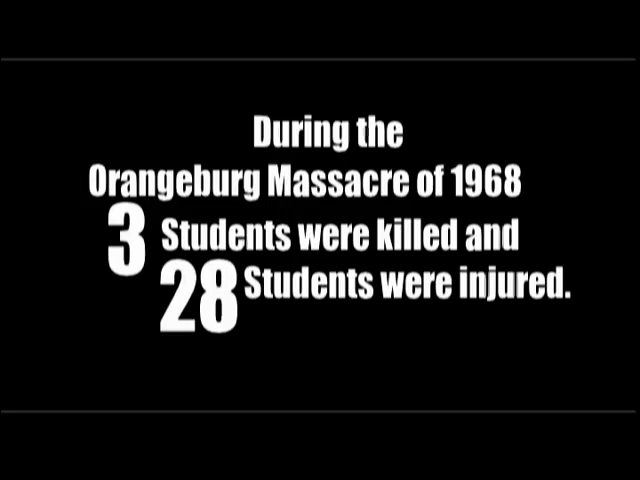 During the
Orangeburg Massacre of 1968
3 Students were killed and
28 Students were injured.